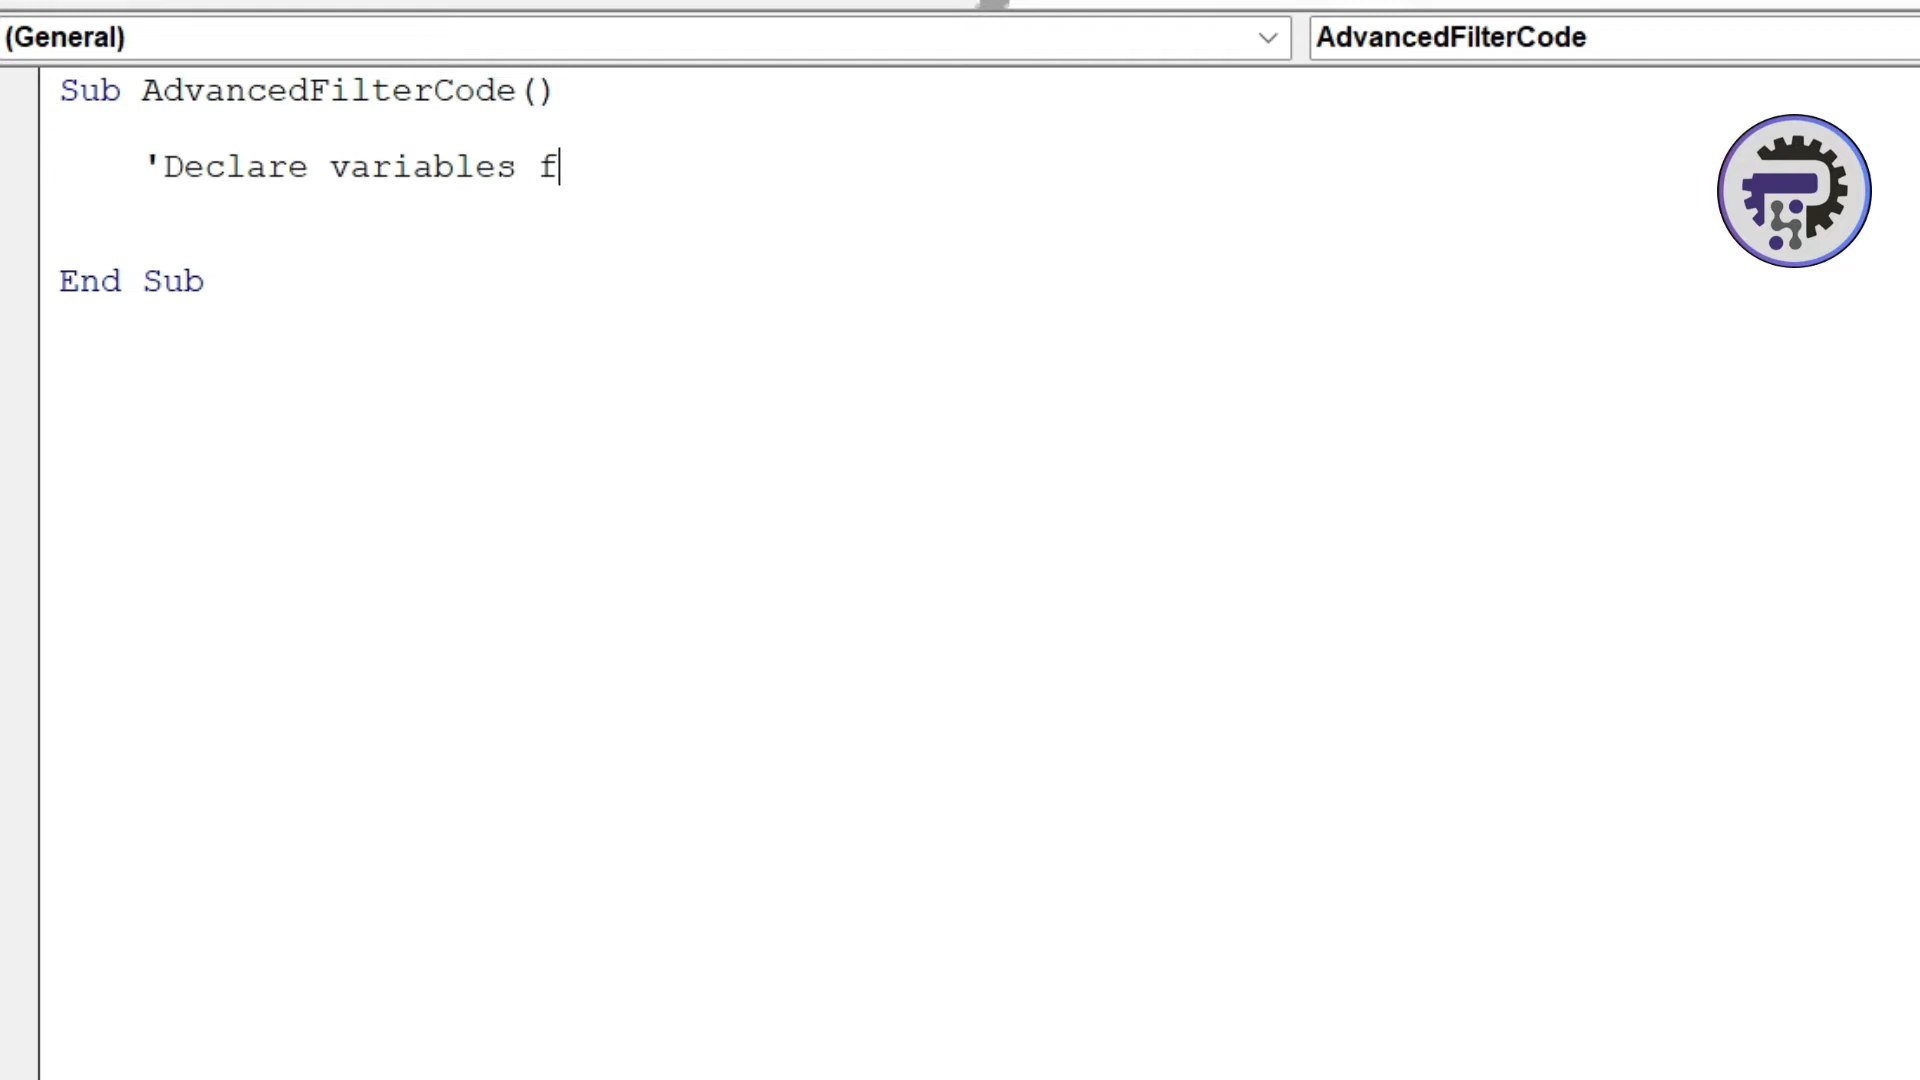 (General) AdvancedFilterCode
Sub AdvancedFilterCode()
'Declare variables f
End Sub